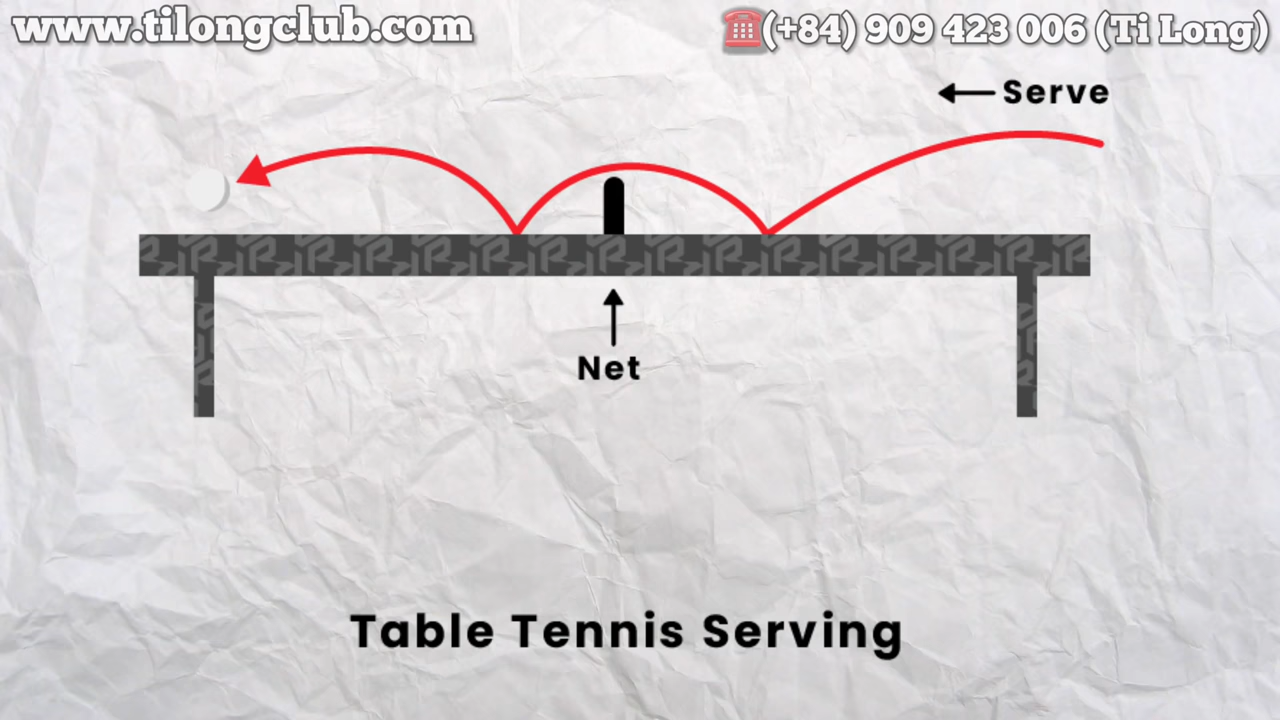 www.tilongclub.com
☎️(+84) 909 423 006 (Ti Long)
Serve
Net
Table Tennis Serving